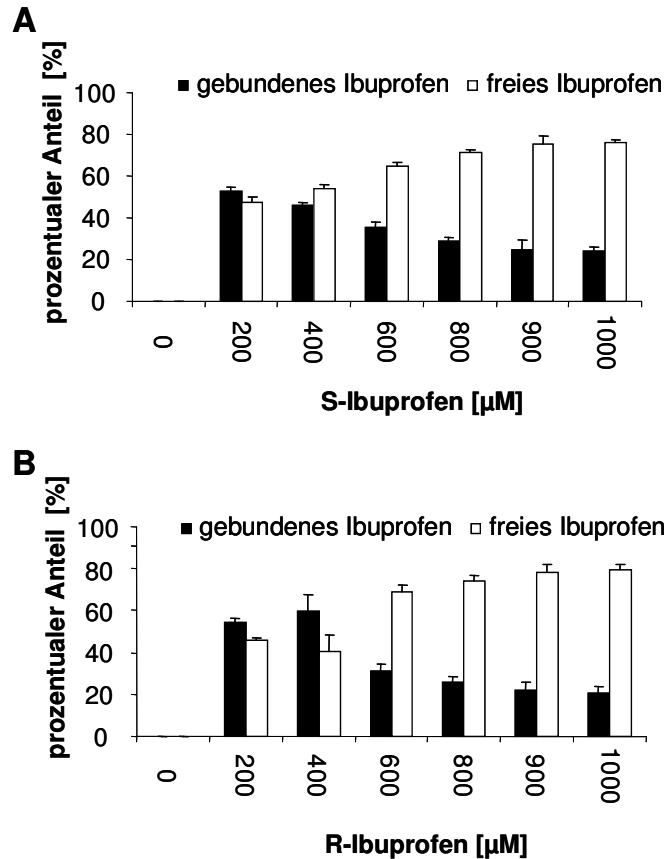 A
prozentualer Anteil [%]
gebundenes Ibuprofen freies Ibuprofen
100
80
60
40
20
0
0 200 400 600 800 900 1000
S-Ibuprofen [µM]
B
prozentualer Anteil [%]
gebundenes Ibuprofen freies Ibuprofen
100
80
60
40
20
0
0 200 400 600 800 900 1000
R-Ibuprofen [µM]